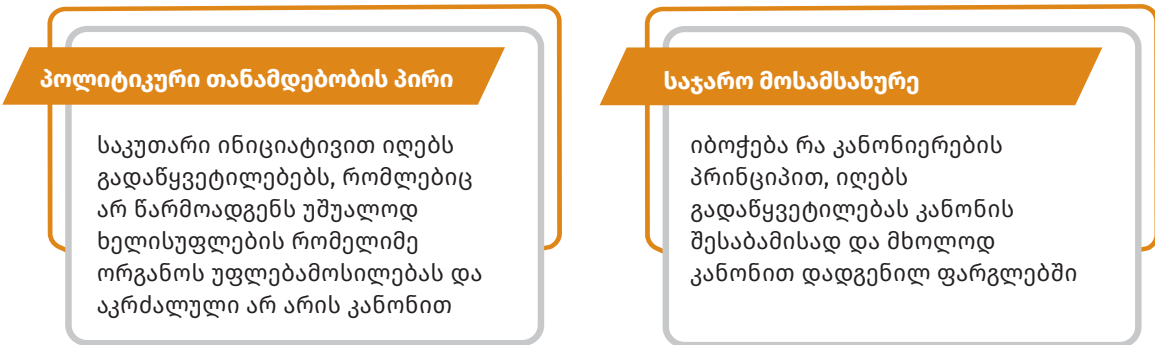 პოლიტიკური თანამდებობის პირი
საკუთარი ინიციატივით იღებს
გადაწყვეტილებებს, რომლებიც
არ წარმოადგენს უშუალოდ
ხელისუფლების რომელიმე
ორგანოს უფლებამოსილებას და
აკრძალული არ არის კანონით
საჯარო მოსამსახურე
იბოჭება რა კანონიერების
პრინციპით, იღებს
გადაწყვეტილებას კანონის
შესაბამისად და მხოლოდ
კანონით დადგენილ ფარგლებში